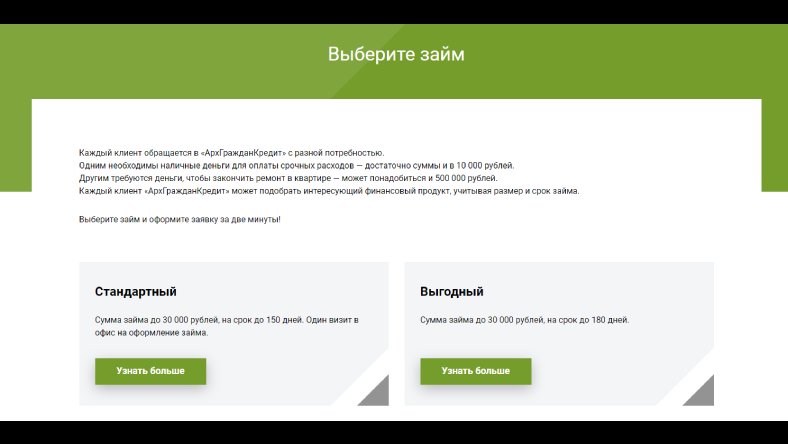 Выберите займ
Каждый клиент обращается в «АрхГражданКредит» с разной потребностью.
Одним необходимы наличные деньги для оплаты срочных расходов — достаточно суммы и в 10 000 рублей.
Другим требуются деньги, чтобы закончить ремонт в квартире — может понадобиться и 500 000 рублей.
Каждый клиент «АрхГражданКредит» может подобрать интересующий финансовый продукт, учитывая размер и срок займа.
Выберите займ и оформите заявку за две минуты!
Стандартный
Сумма займа до 30 000 рублей, на срок до 150 дней. Один визит в
офис на оформление займа.
Узнать больше
Выгодный
Сумма займа до 30 000 рублей, на срок до 180 дней.
Узнать больше